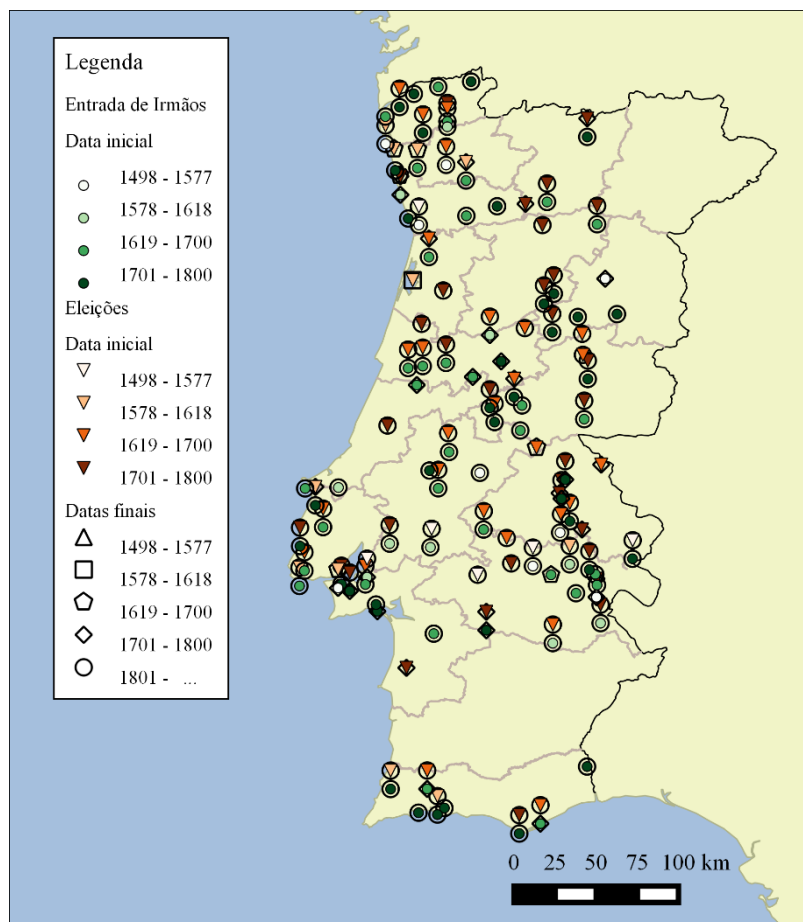 Legenda
Entrada de Irmãos
Data inicial
1498 - 1577
1578 - 1618
1619 - 1700
1701 - 1800
Eleições
Data inicial
1498 - 1577
1578 - 1618
1619 - 1700
1701 - 1800
Datas finais
1498 - 1577
1578 - 1618
1619 - 1700
1701 - 1800
1801 - ...
0 25 50 75 100 km